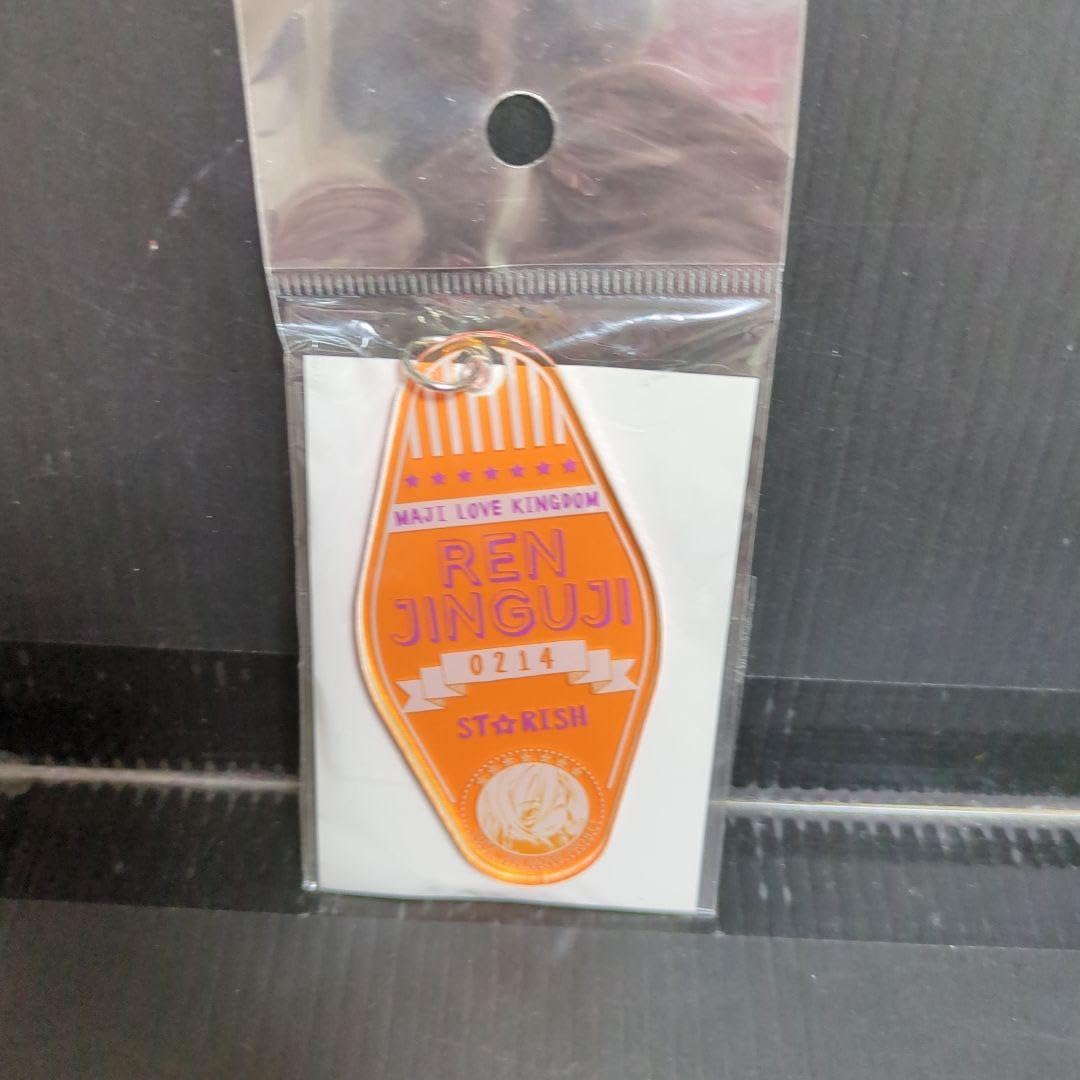 MAJI LOVE KINGDOM
REN
JINGUJI
0214
ST☆RISH